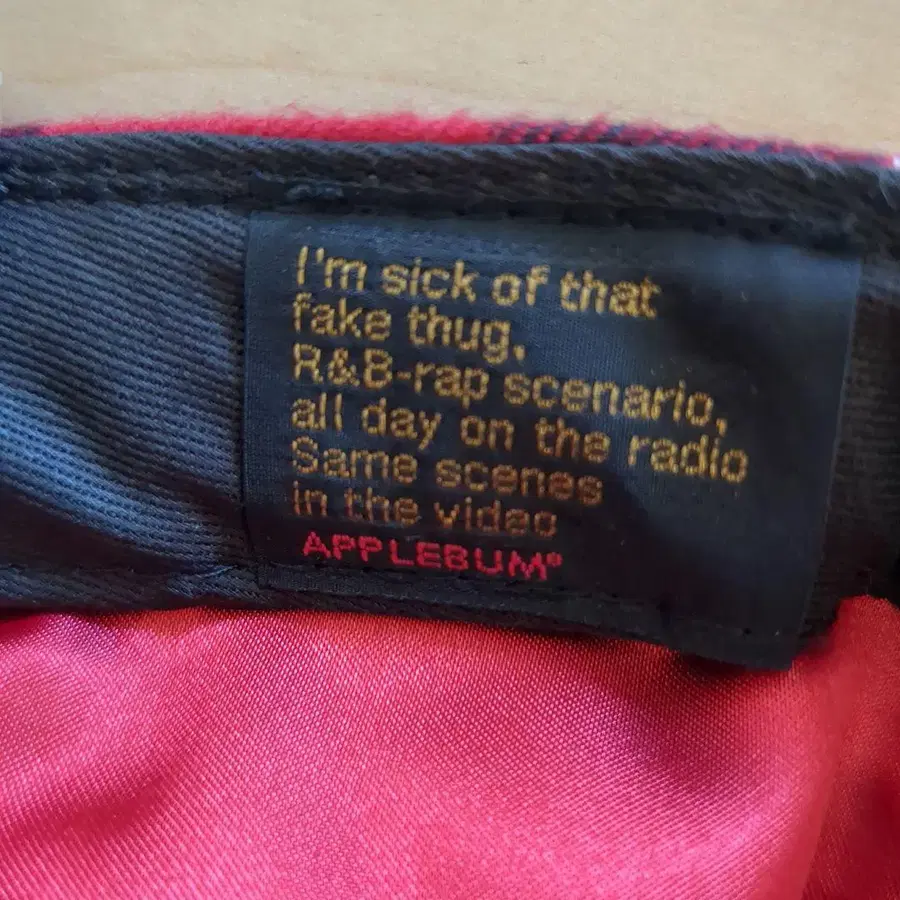 I'm sick of that
fake thug,
R&B-rap scenario,
all day on the radio
Same scenes
in the video
APPLEBUM®